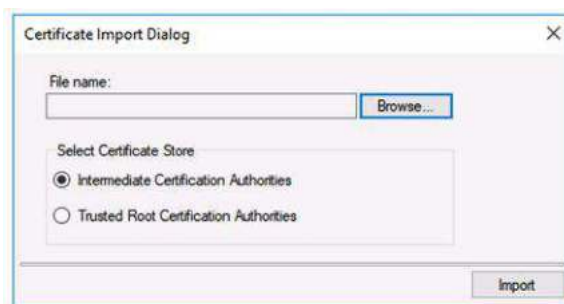 Certificate Import Dialog
File name:
Browse...
Select Certificate Store
Intermediate Certification Authorities
Trusted Root Certification Authorities
Import